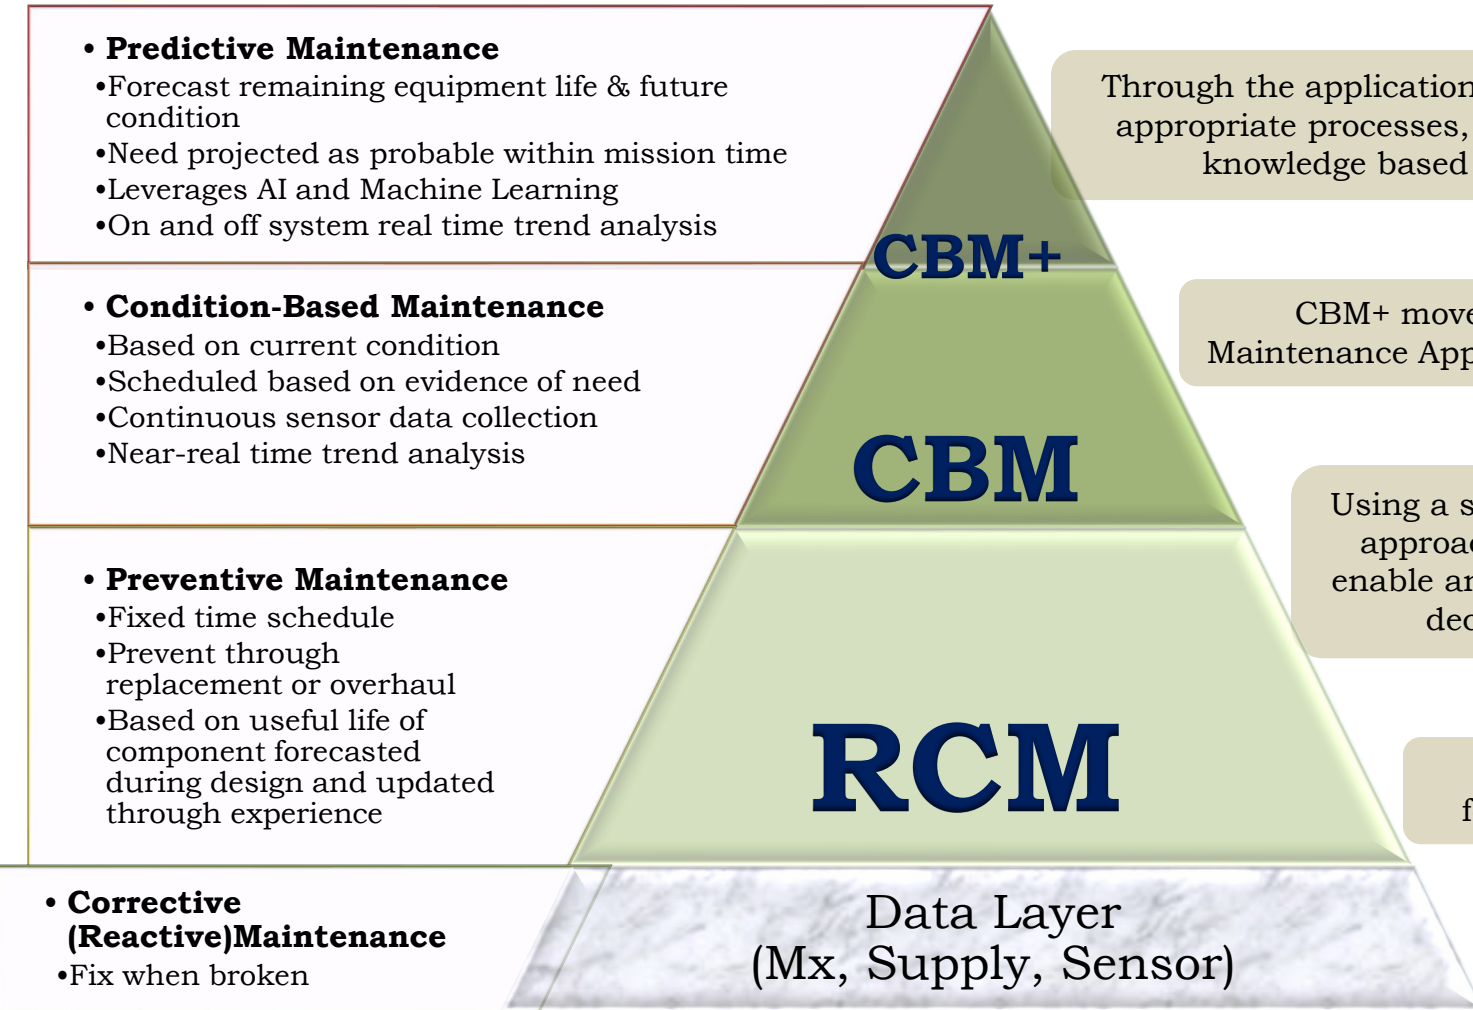 • Predictive Maintenance
•Forecast remaining equipment life & future
condition
•Need projected as probable within mission time
•Leverages AI and Machine Learning
•On and off system real time trend analysis
CBM+
Through the application
appropriate processes,
knowledge based
• Condition-Based Maintenance
•Based on current condition
•Scheduled based on evidence of need
•Continuous sensor data collection
•Near-real time trend analysis
CBM
CBM+ move
Maintenance App
• Preventive Maintenance
•Fixed time schedule
•Prevent through
replacement or overhaul
•Based on useful life of
component forecasted
during design and updated
through experience
RCM
Using a s
approac
enable an
dec
f
• Corrective
(Reactive)Maintenance
•Fix when broken
Data Layer
(Mx, Supply, Sensor)